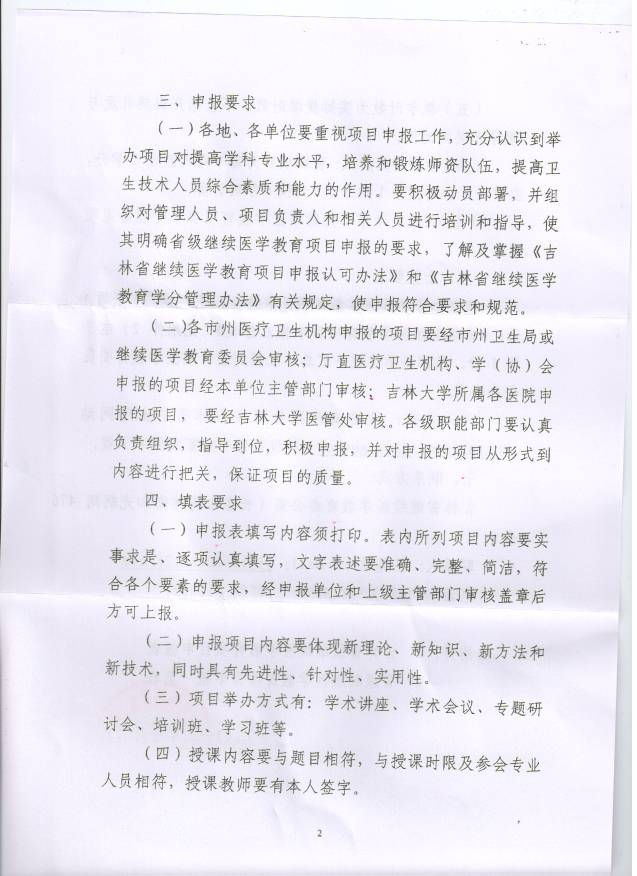 三、申报要求
（一）各地、各单位要重视项目申报工作，充分认识到举
办项目对提高学科专业水平，培养和锻炼师资队伍，提高卫
生技术人员综合素质和能力的作用。要积极动员部署，并组
织对管理人员、项目负责人和相关人员进行培训和指导，使
其明确省级继续医学教育项目申报的要求，了解及掌握《吉
林省继续医学教育项目申报认可办法》和《吉林省继续医学
教育学分管理办法》有关规定，使申报符合要求和规范。
（二）各市州医疗卫生机构申报的项目要经市州卫生局或
继续医学教育委员会审核；厅直医疗卫生机构、学（协）会
申报的项目经本单位主管部门审核；吉林大学所属各医院申
报的项目，要经吉林大学医管处审核。各级职能部门要认真
负责组织，指导到位，积极申报，并对申报的项目从形式到
内容进行把关，保证项目的质量。
四、填表要求
（一）申报表填写内容须打印。表内所列项目内容要实
事求是、逐项认真填写，文字表述要准确、完整、简洁，符
合各个要素的要求，经申报单位和上级主管部门审核盖章后
方可上报。
（二）申报项目内容要体现新理论、新知识、新方法和
新技术，同时具有先进性、针对性、实用性。
（三）项目举办方式有：学术讲座、学术会议、专题研
讨会、培训班、学习班等。
（四）授课内容要与题目相符，与授课时限及参会专业
人员相符，授课教师要有本人签字。
2